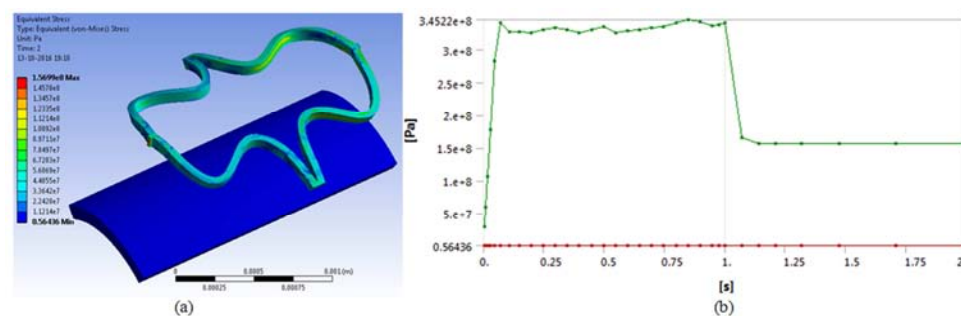 Equivalent Stress
Type: Equivalent (von-Mises) Stress
Unit: Pa
Time: 2
13-10-2016 19:10
1.5699e8 Max
1.4578e8
1.3457e8
1.2335e8
1.1214e8
1.0092e8
8.9711e7
7.8497e7
6.7283e7
5.6069e7
4.4855e7
3.3642e7
2.2428e7
1.1214e7
0.56436 Min
0
0.0005
0.001 (m)
0.00025
0.00075
(a)
3.4522e+8
3.e+8
2.5e+8
2.e+8
1.5e+8
1.e+8
5.e+7
0.56436
[Pa]
0.
0.25
0.5
0.75
1.
1.25
1.5
1.75
2.
[s]
(b)